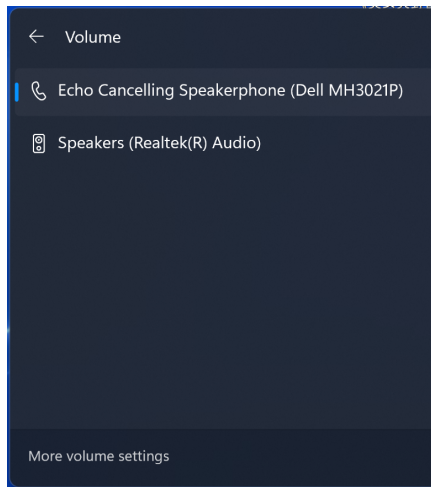 Volume
Echo Cancelling Speakerphone (Dell MH3021P)
Speakers (Realtek(R) Audio)
More volume settings